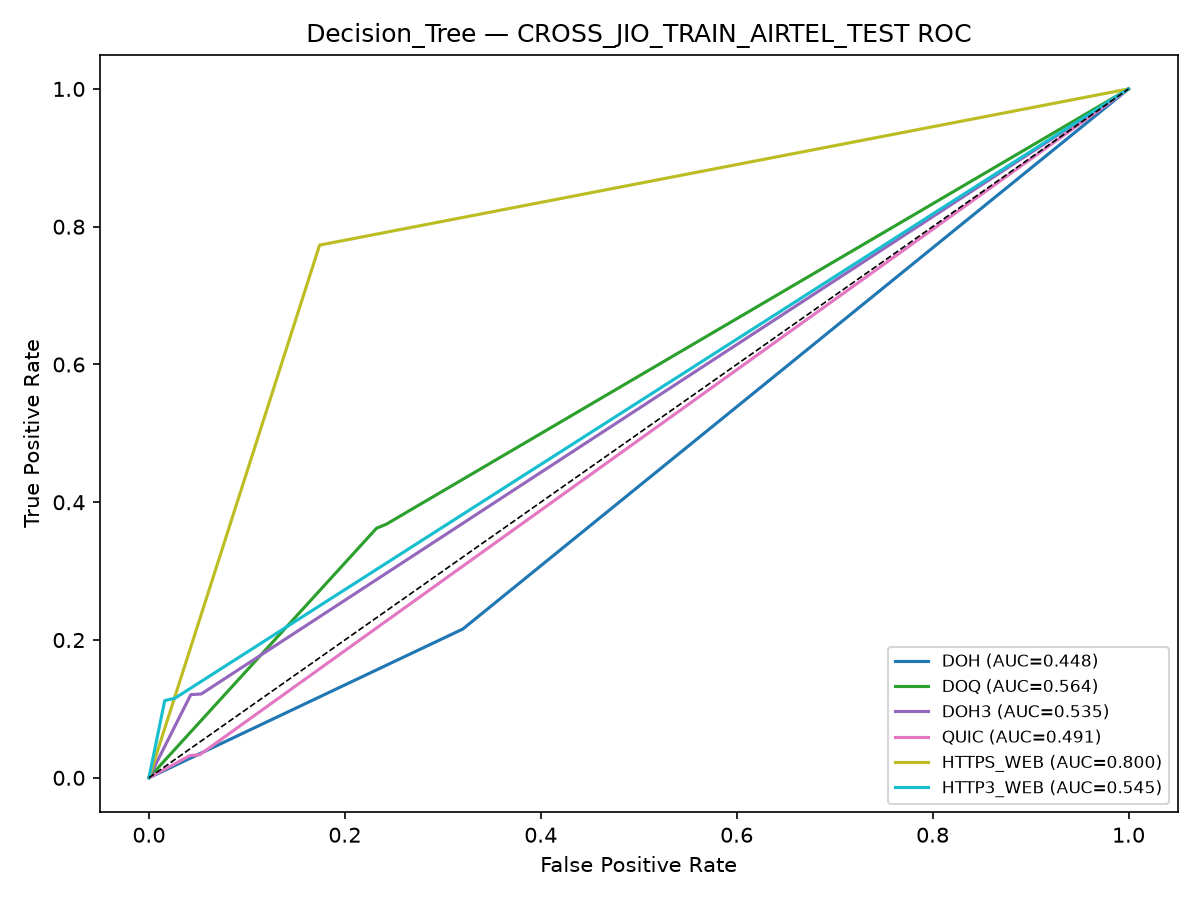 Decision_Tree — CROSS_JIO_TRAIN_AIRTEL_TEST ROC
True Positive Rate
1.0
0.8
0.6
0.4
0.2
0.0
DOH (AUC=0.448)
DOQ (AUC=0.564)
DOH3 (AUC=0.535)
QUIC (AUC=0.491)
HTTPS_WEB (AUC=0.800)
HTTP3_WEB (AUC=0.545)
0.0 0.2 0.4 0.6 0.8 1.0
False Positive Rate